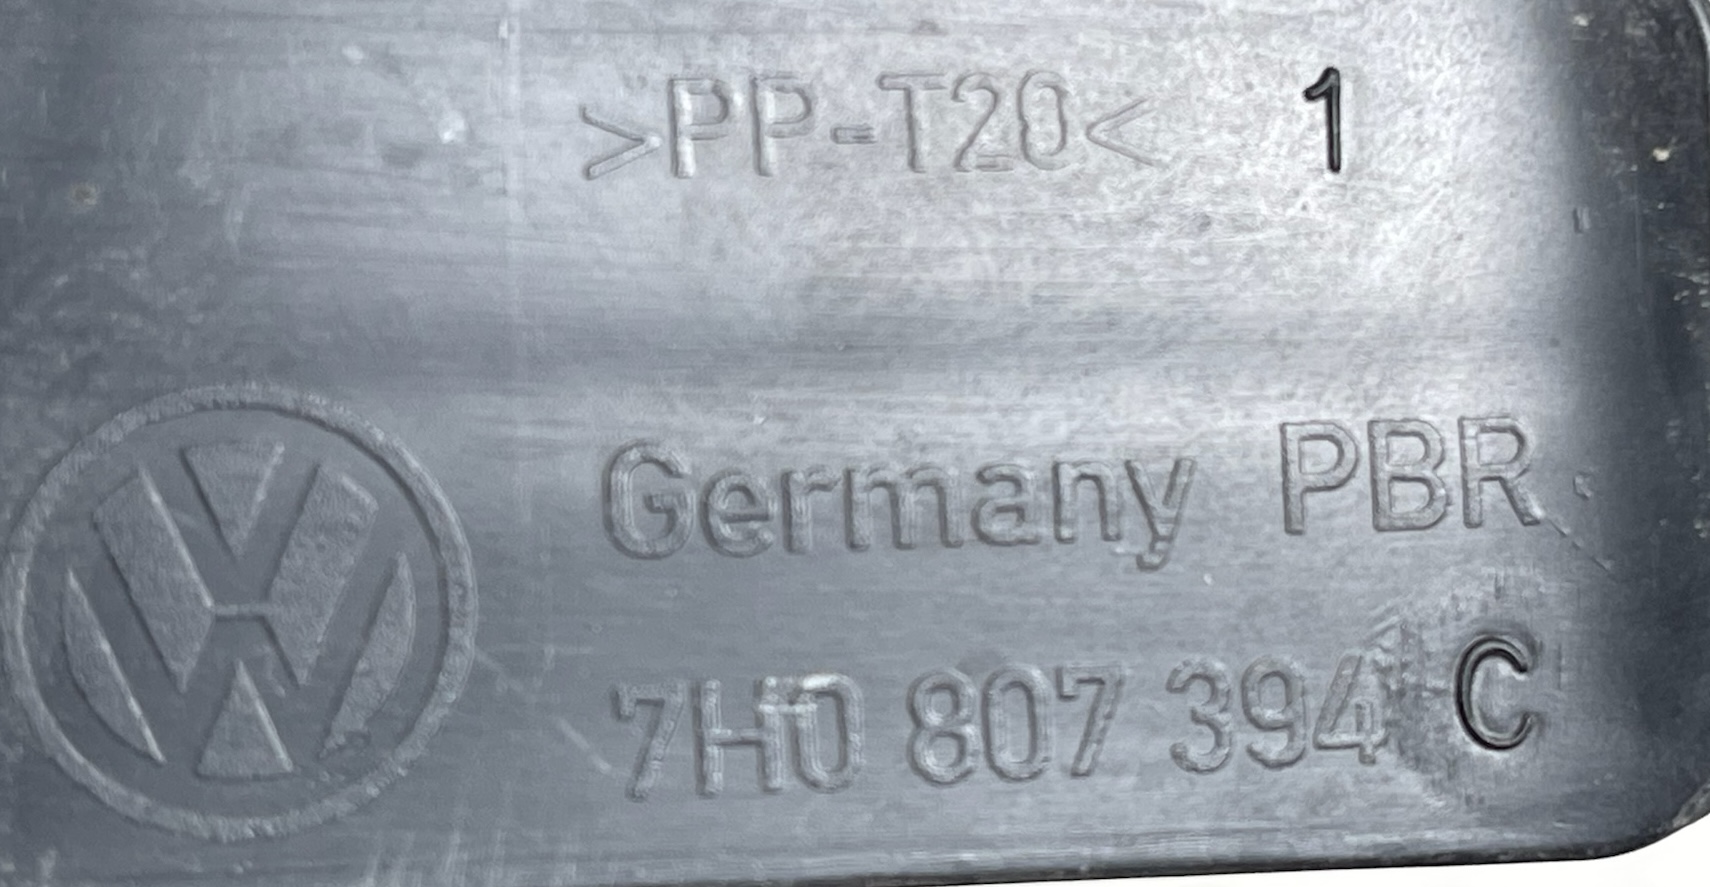 >PP-T20< 1
Germany PBR
7H0 807 394 C